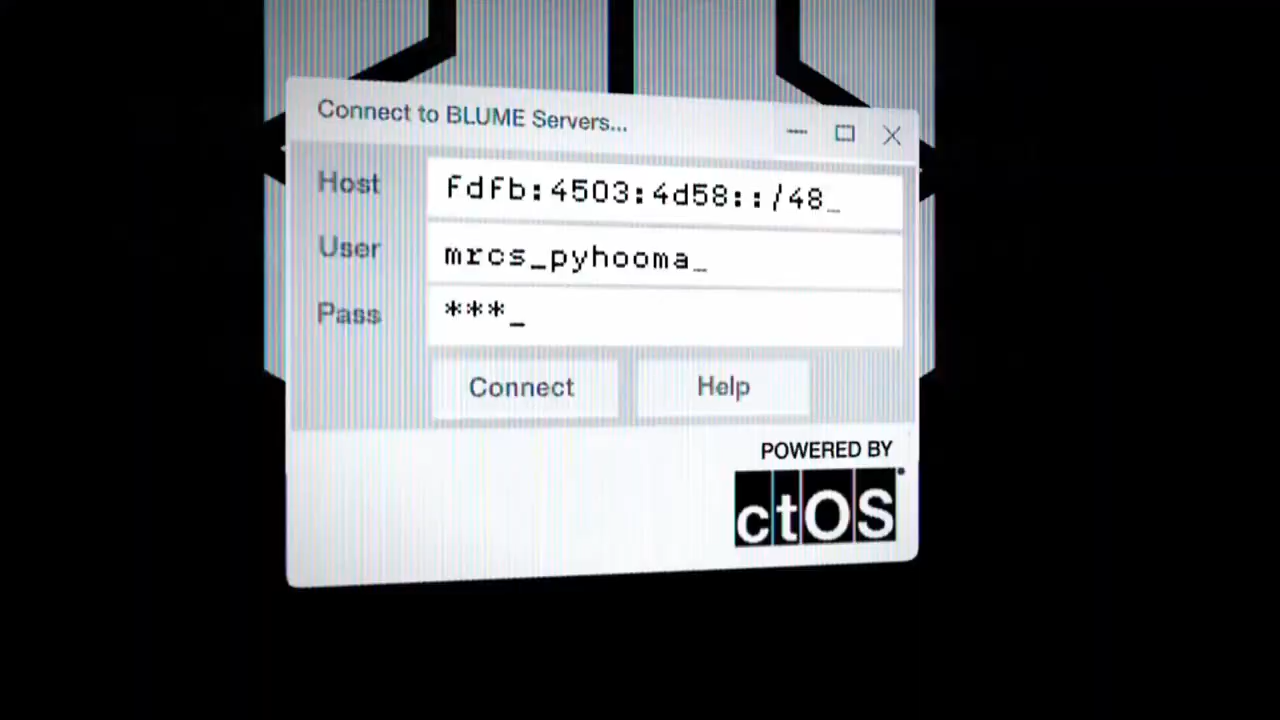 Connect to BLUME Servers...
Host fdfb:4503:4d58::/48_
User mrcs_pyhooma_
Pass ***_
Connect Help
POWERED BY
ctOS